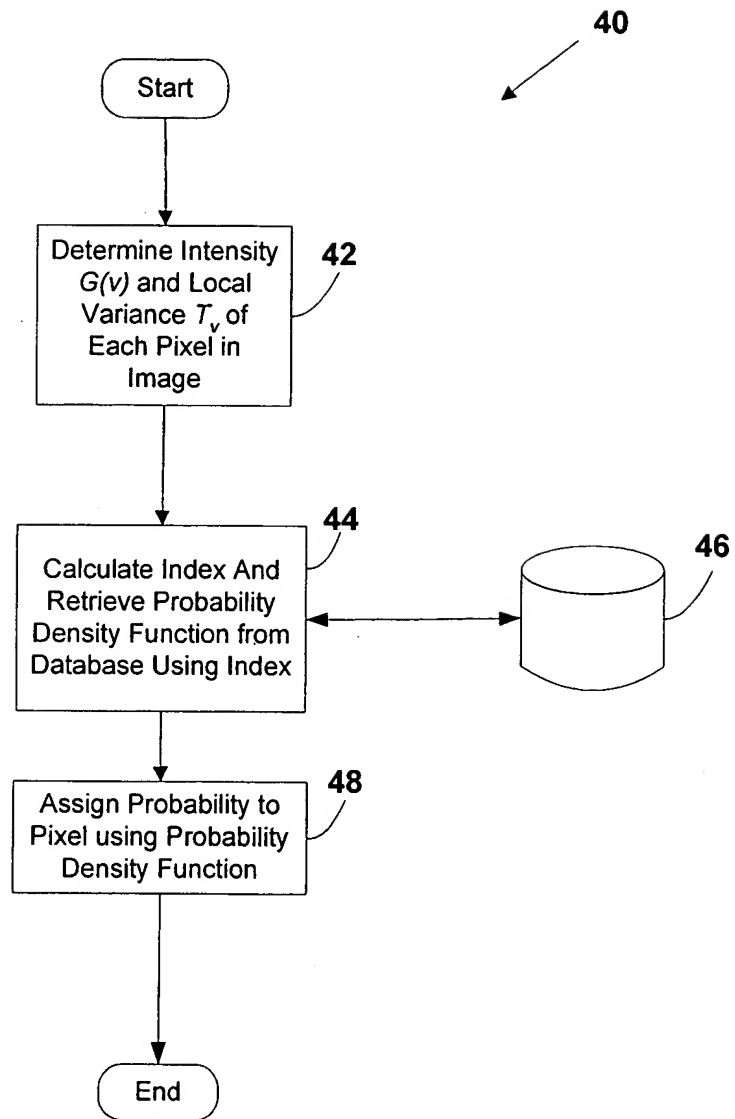 40
Start
Determine Intensity
G(v) and Local
Variance Tv of
Each Pixel in
Image
42
44
Calculate Index And
Retrieve Probability
Density Function from
Database Using Index
46
48
Assign Probability to
Pixel using Probability
Density Function
End